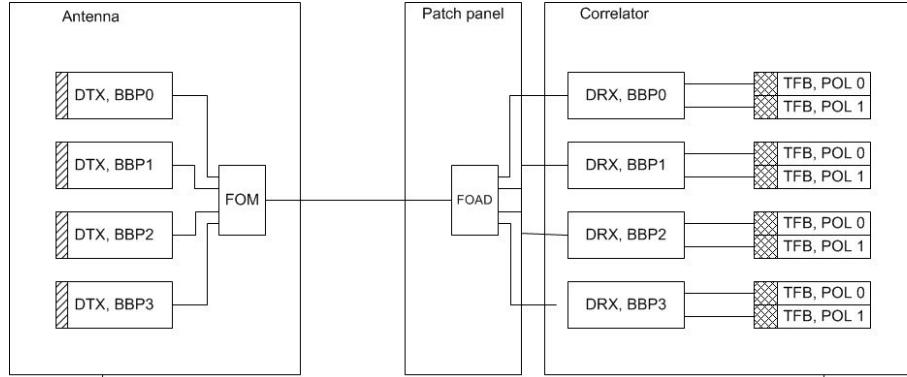 Antenna
Patch panel
Correlator
DTX, BBP0
DTX, BBP1
DTX, BBP2
DTX, BBP3
FOM
FOAD
DRX, BBP0
DRX, BBP1
DRX, BBP2
DRX, BBP3
TFB, POL 0
TFB, POL 1
TFB, POL 0
TFB, POL 1
TFB, POL 0
TFB, POL 1
TFB, POL 0
TFB, POL 1